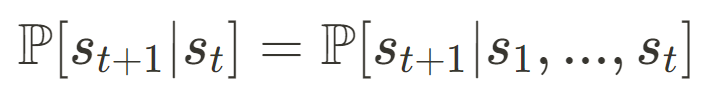 ℙ[s_{t+1}|s_t] = ℙ[s_{t+1}|s_1, ..., s_t]